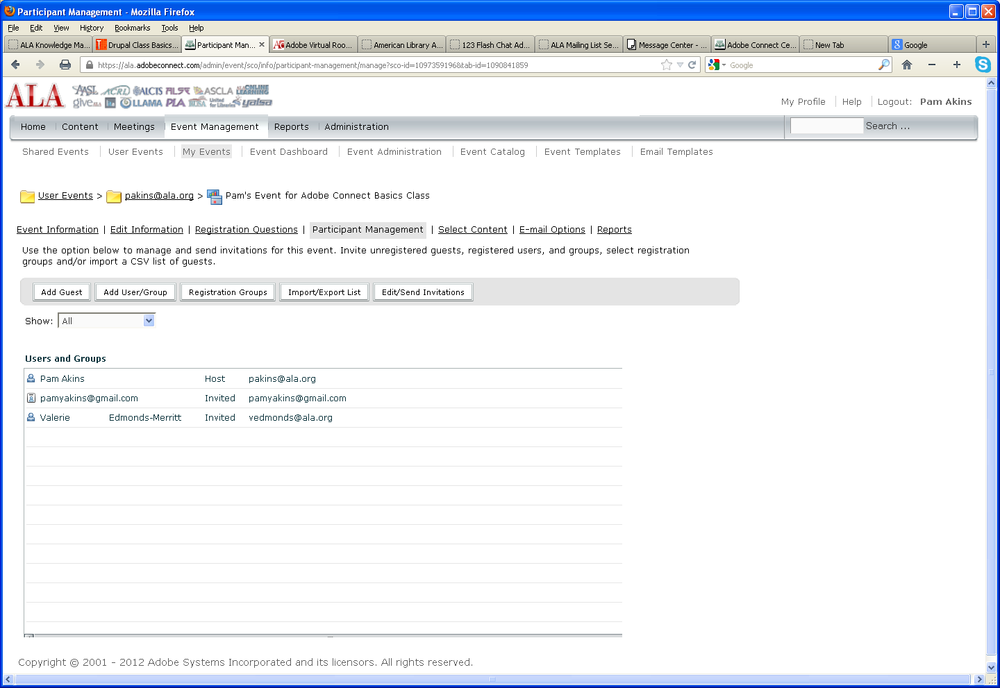 Participant Management - Mozilla Firefox
File Edit View History Bookmarks Tools Help
ALA Knowledge Ma... Drupal Class Basics... Participant Man... Adobe Virtual Roo... American Library A... 123 Flash Chat Ad... ALA Mailing List Se... Message Center - ... Adobe Connect Ce... New Tab Google
https://ala.adobeconnect.com/admin/event/sco/info/participant-management/manage?sco-id=1097359196&tab-id=1090841859 Google
ALA AASL ACRL ALCTS ASCLA ONLINE LEARNING
giveALA LLAMA PLA RUSA United for Libraries yalsa
My Profile Help Logout: Pam Akins
Home Content Meetings Event Management Reports Administration Search ...
Shared Events User Events My Events Event Dashboard Event Administration Event Catalog Event Templates Email Templates
User Events > pakins@ala.org > Pam's Event for Adobe Connect Basics Class
Event Information | Edit Information | Registration Questions | Participant Management | Select Content | E-mail Options | Reports
Use the option below to manage and send invitations for this event. Invite unregistered guests, registered users, and groups, select registration
groups and/or import a CSV list of guests.
Add Guest Add User/Group Registration Groups Import/Export List Edit/Send Invitations
Show: All
Users and Groups
Pam Akins Host pakins@ala.org
pamyakins@gmail.com Invited pamyakins@gmail.com
Valerie Edmonds-Merritt Invited vedmonds@ala.org
Copyright © 2001 - 2012 Adobe Systems Incorporated and its licensors. All rights reserved.